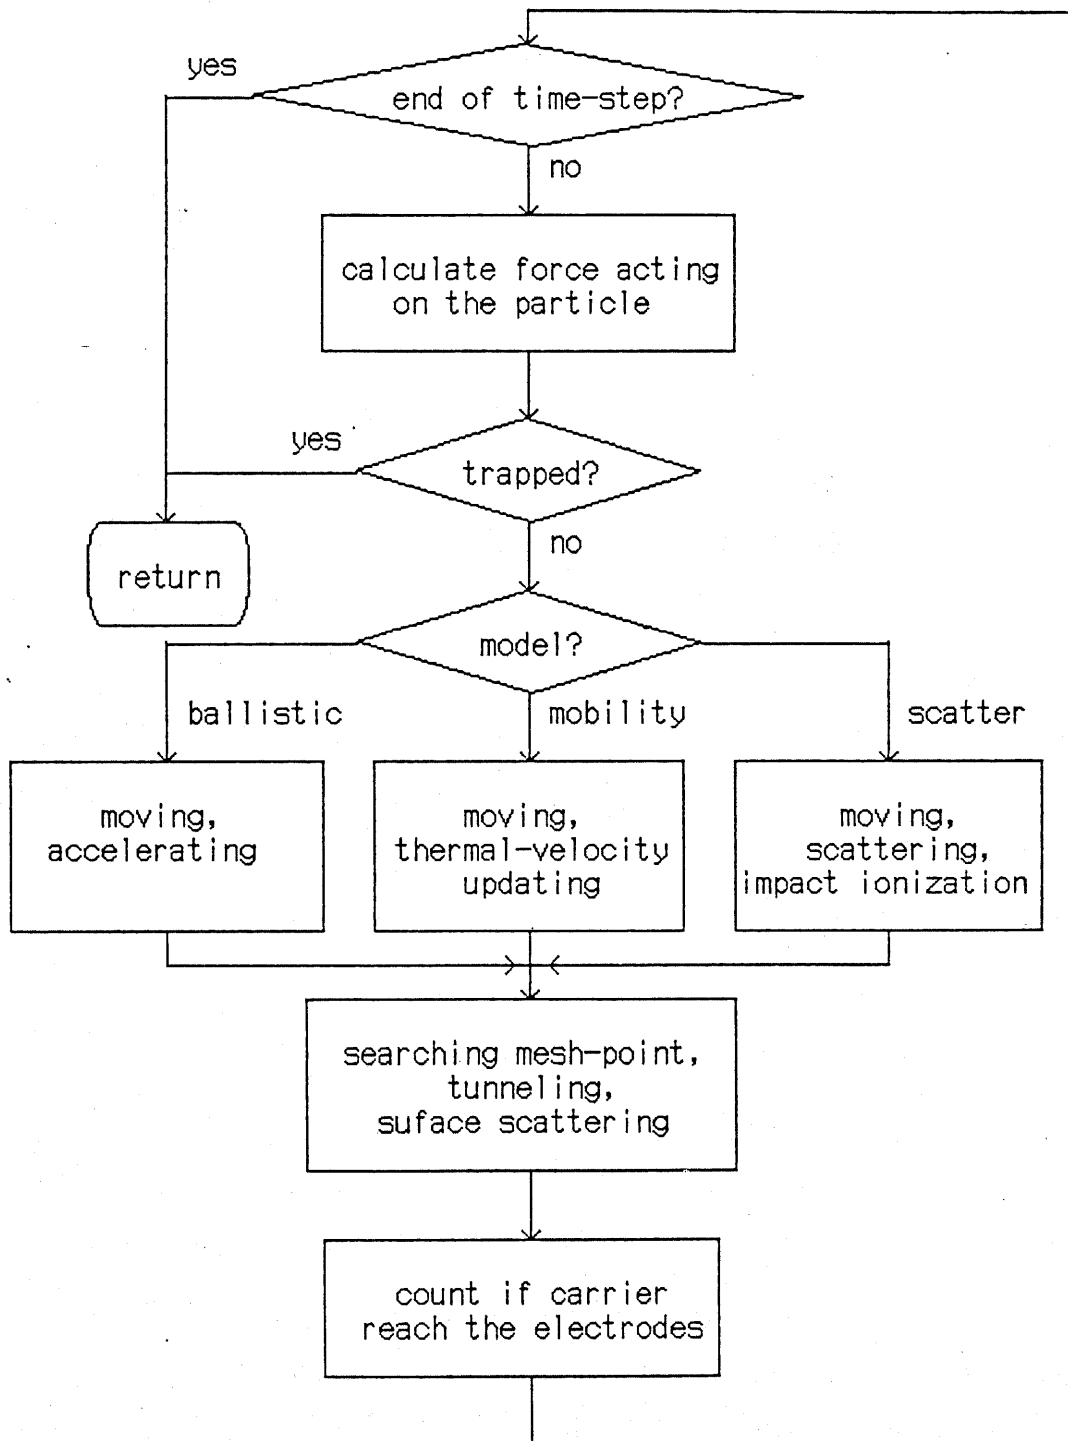 yes
end of time-step?
no
calculate force acting
on the particle
yes
trapped?
no
return
model?
ballistic
mobility
scatter
moving,
accelerating
moving,
thermal-velocity
updating
moving,
scattering,
impact ionization
searching mesh-point,
tunneling,
suface scattering
count if carrier
reach the electrodes